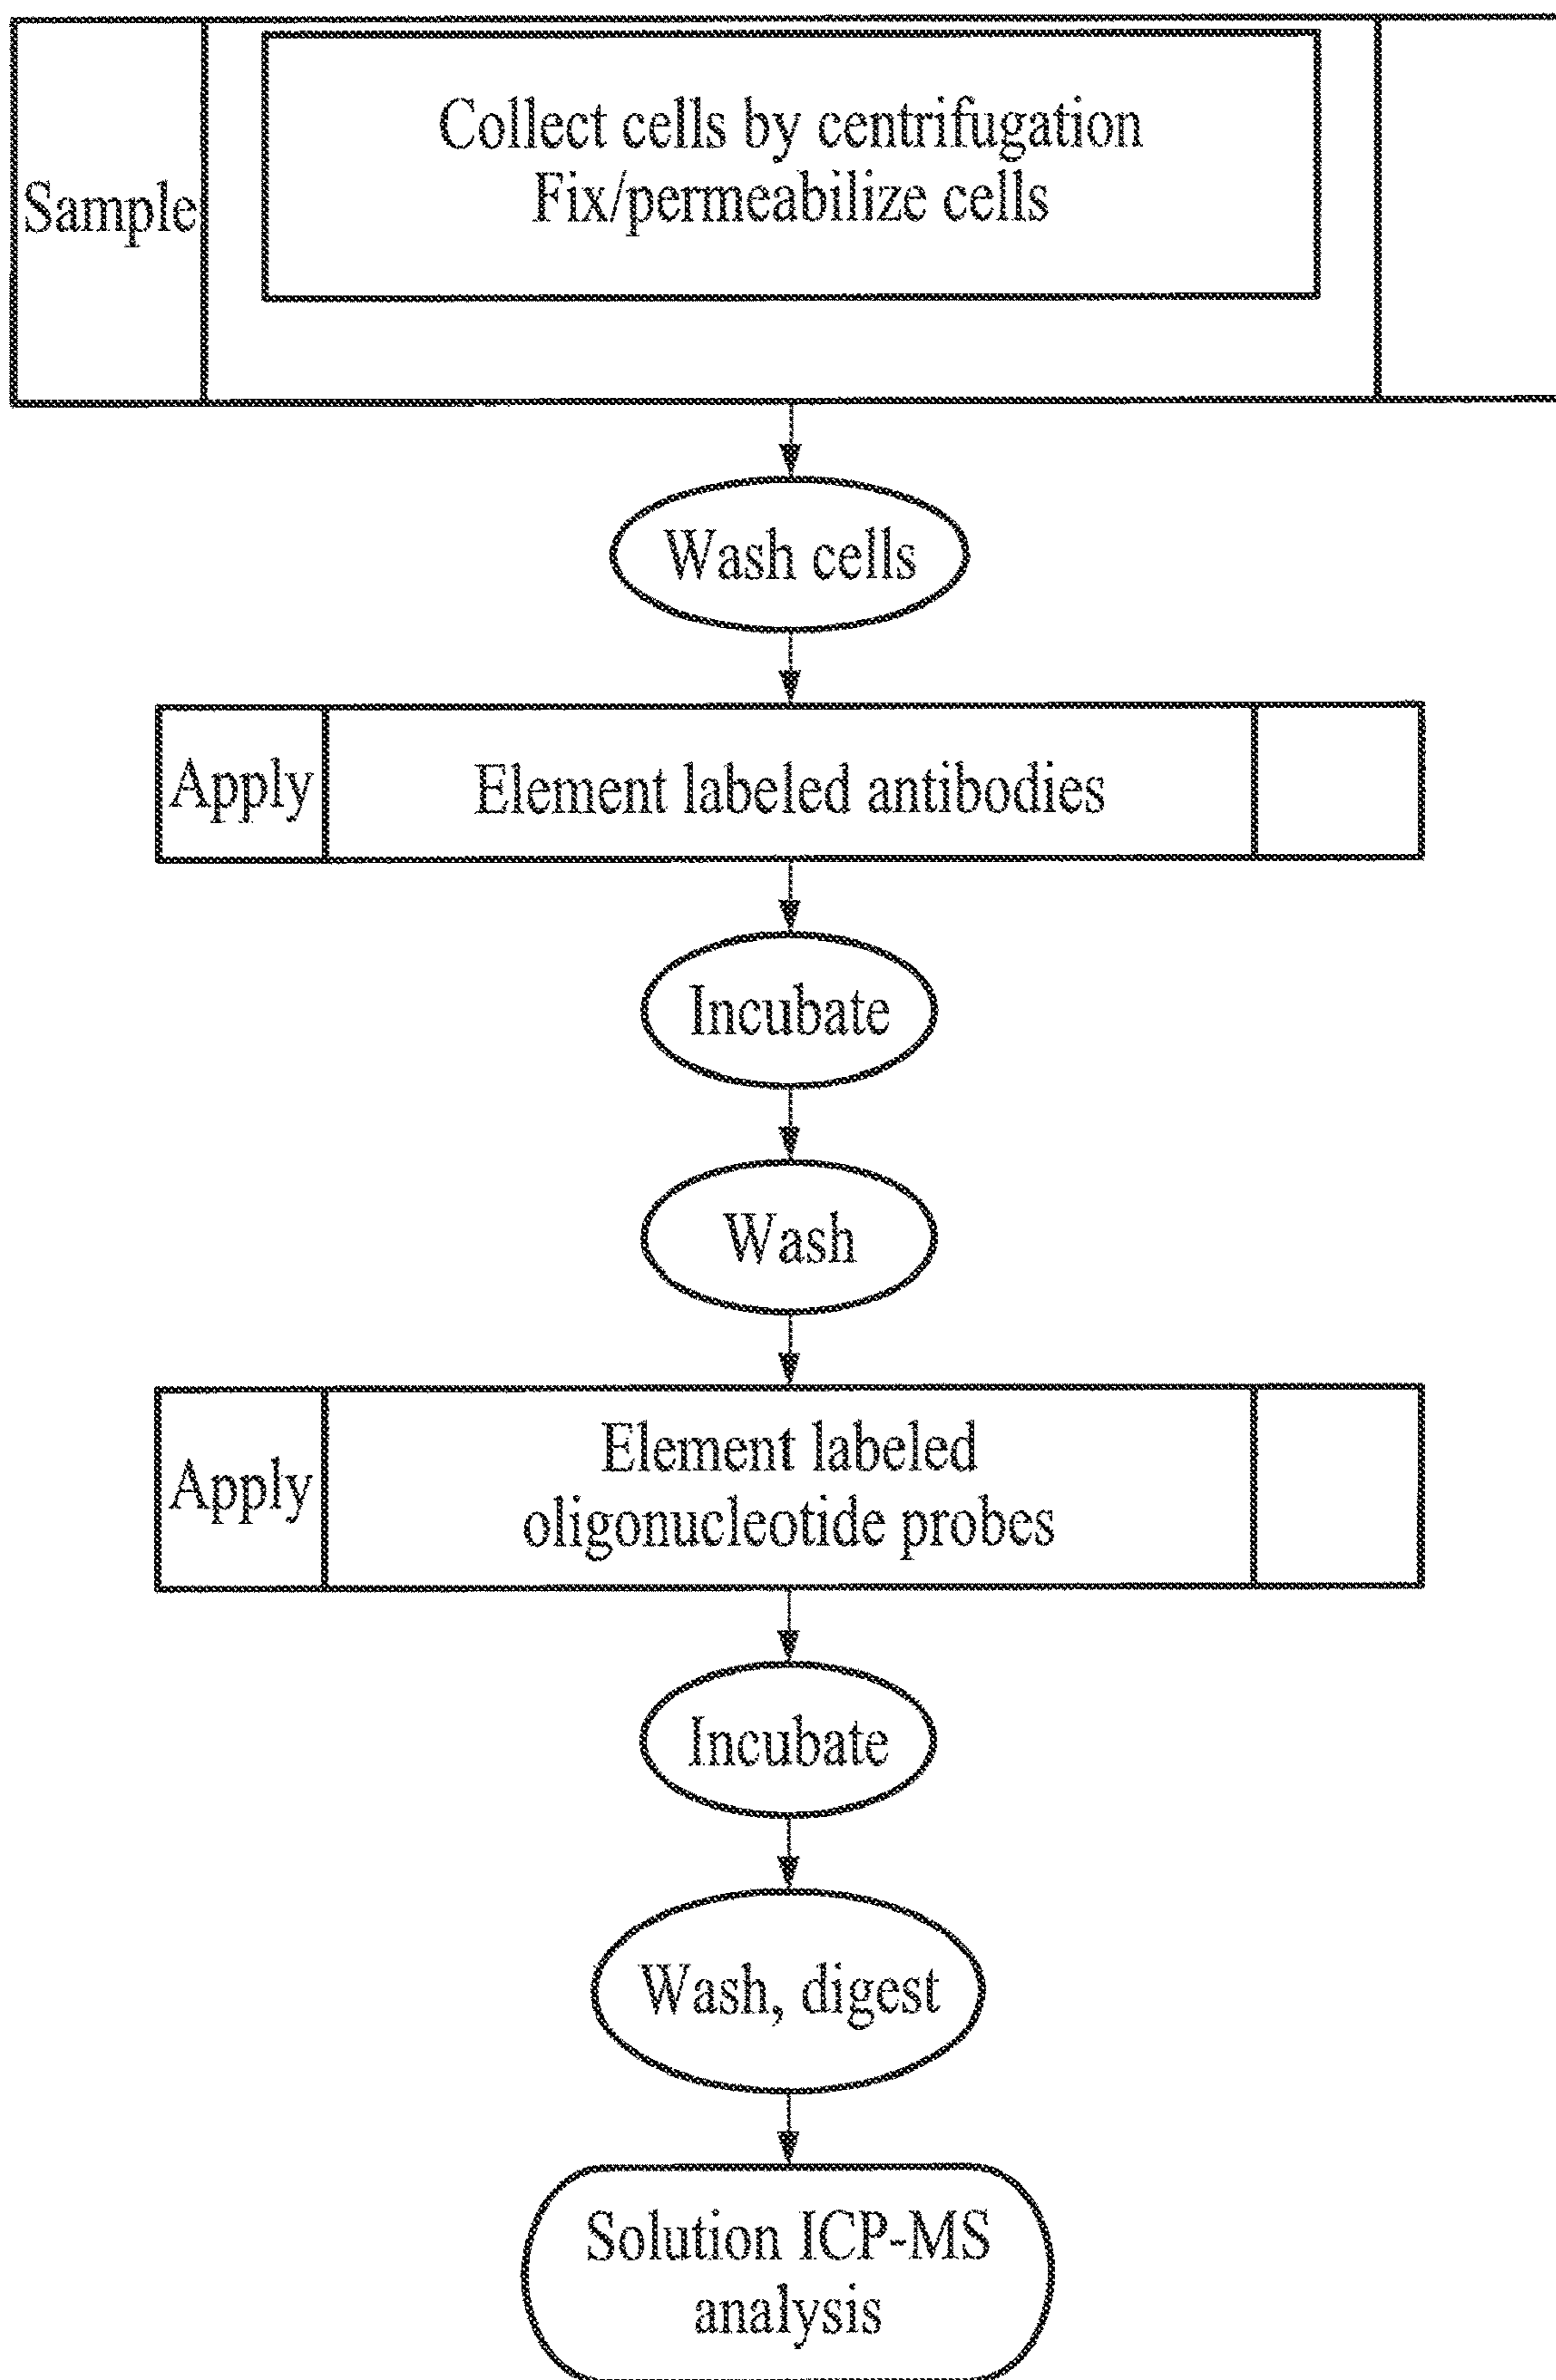 Sample
Collect cells by centrifugation
Fix/permeabilize cells
Wash cells
Apply
Element labeled antibodies
Incubate
Wash
Apply
Element labeled
oligonucleotide probes
Incubate
Wash, digest
Solution ICP-MS
analysis